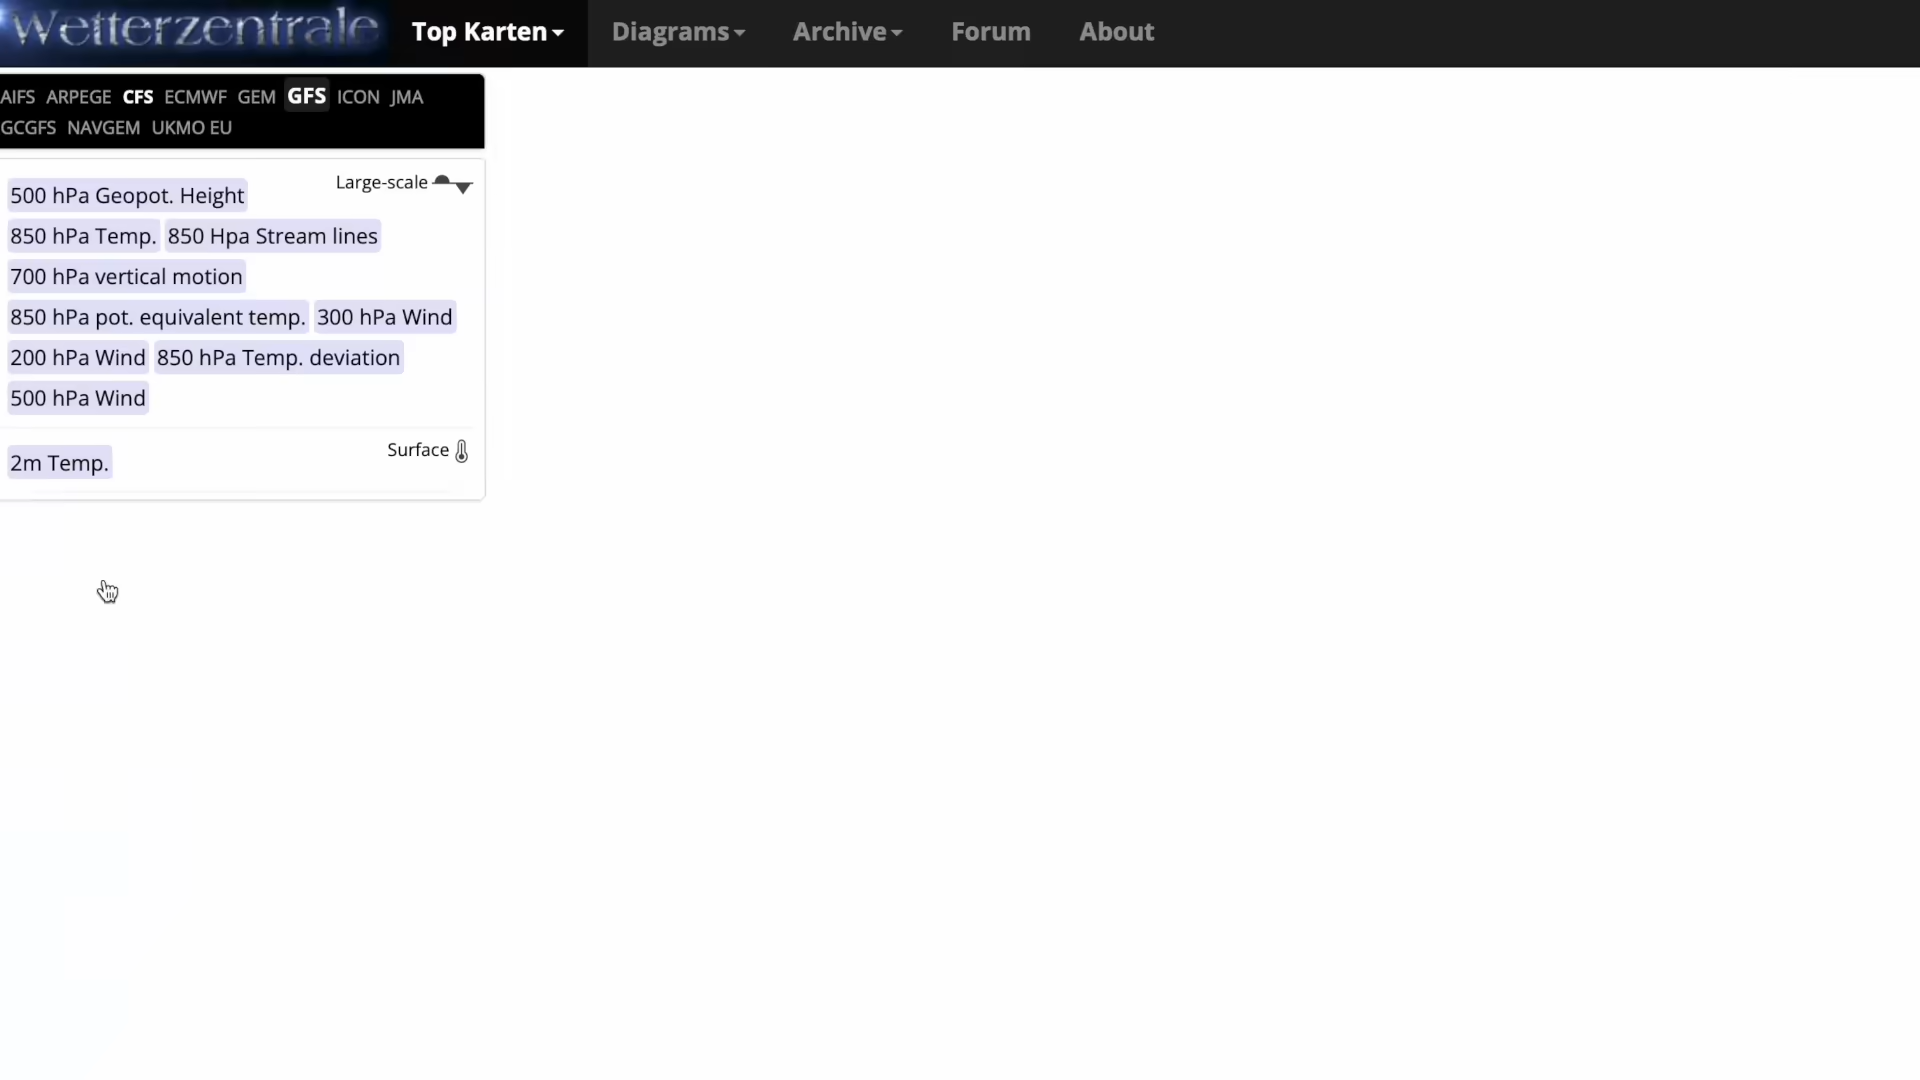 Wetterzentrale Top Karten Diagrams Archive Forum About
AIFS ARPEGE CFS ECMWF GEM GFS ICON JMA
GCGFS NAVGEM UKMO EU
Large-scale
500 hPa Geopot. Height
850 hPa Temp. 850 Hpa Stream lines
700 hPa vertical motion
850 hPa pot. equivalent temp. 300 hPa Wind
200 hPa Wind 850 hPa Temp. deviation
500 hPa Wind
Surface
2m Temp.